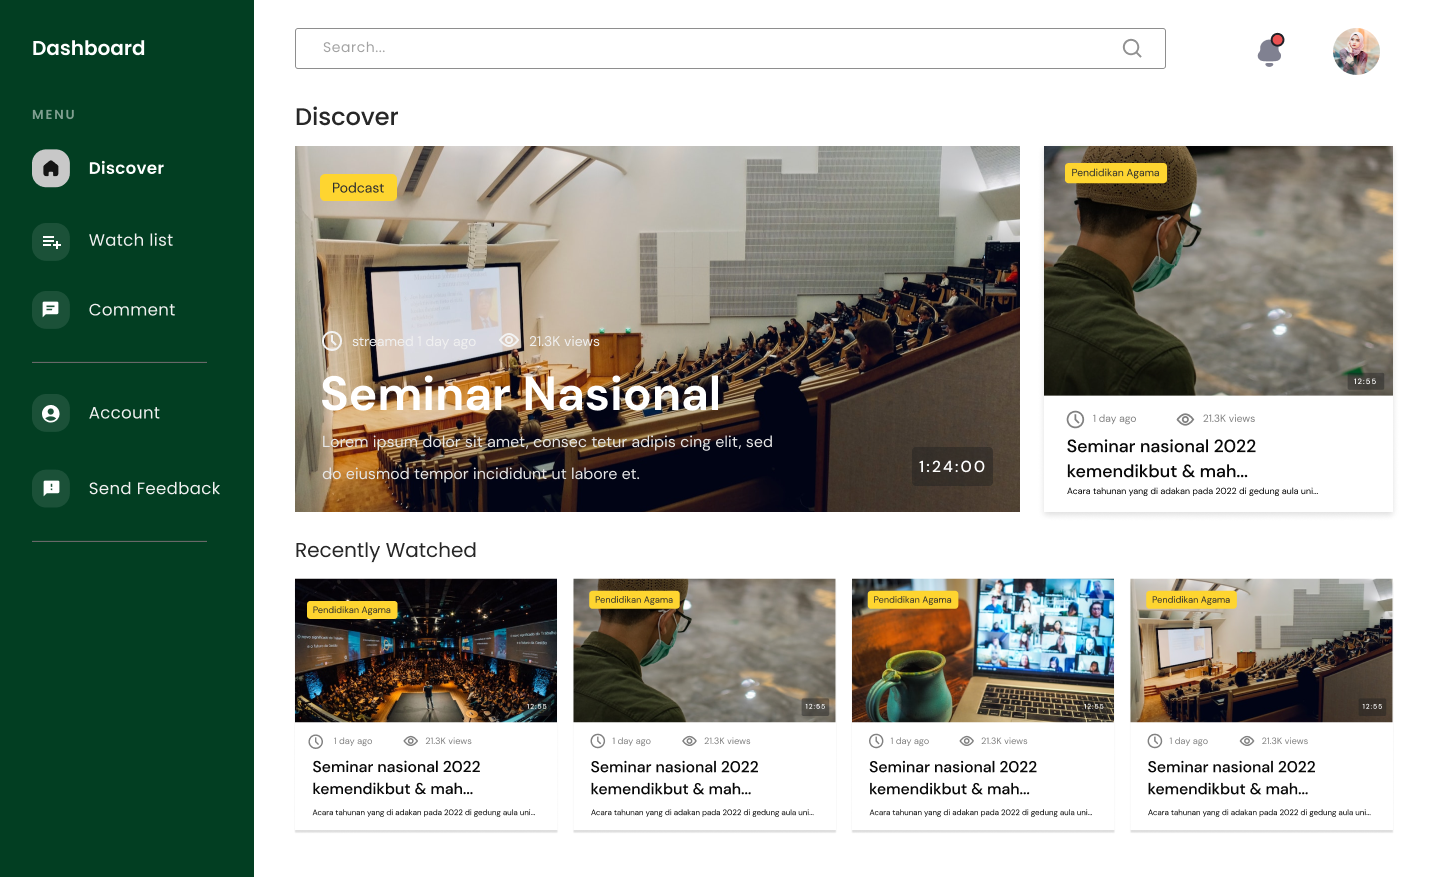 Dashboard
MENU
Discover
Watch list
Comment
Account
Send Feedback
Search...
Discover
Podcast
streamed 1 day ago 21.3K views
Seminar Nasional
Lorem ipsum dolor sit amet, consec tetur adipis cing elit, sed
do eiusmod tempor incididunt ut labore et.
1:24:00
Pendidikan Agama
12:55
1 day ago 21.3K views
Seminar nasional 2022
kemendikbut & mah...
Acara tahunan yang di adakan pada 2022 di gedung aula uni...
Recently Watched
Pendidikan Agama
12:55
1 day ago 21.3K views
Seminar nasional 2022
kemendikbut & mah...
Acara tahunan yang di adakan pada 2022 di gedung aula uni...
Pendidikan Agama
12:55
1 day ago 21.3K views
Seminar nasional 2022
kemendikbut & mah...
Acara tahunan yang di adakan pada 2022 di gedung aula uni...
Pendidikan Agama
12:55
1 day ago 21.3K views
Seminar nasional 2022
kemendikbut & mah...
Acara tahunan yang di adakan pada 2022 di gedung aula uni...
Pendidikan Agama
12:55
1 day ago 21.3K views
Seminar nasional 2022
kemendikbut & mah...
Acara tahunan yang di adakan pada 2022 di gedung aula uni...